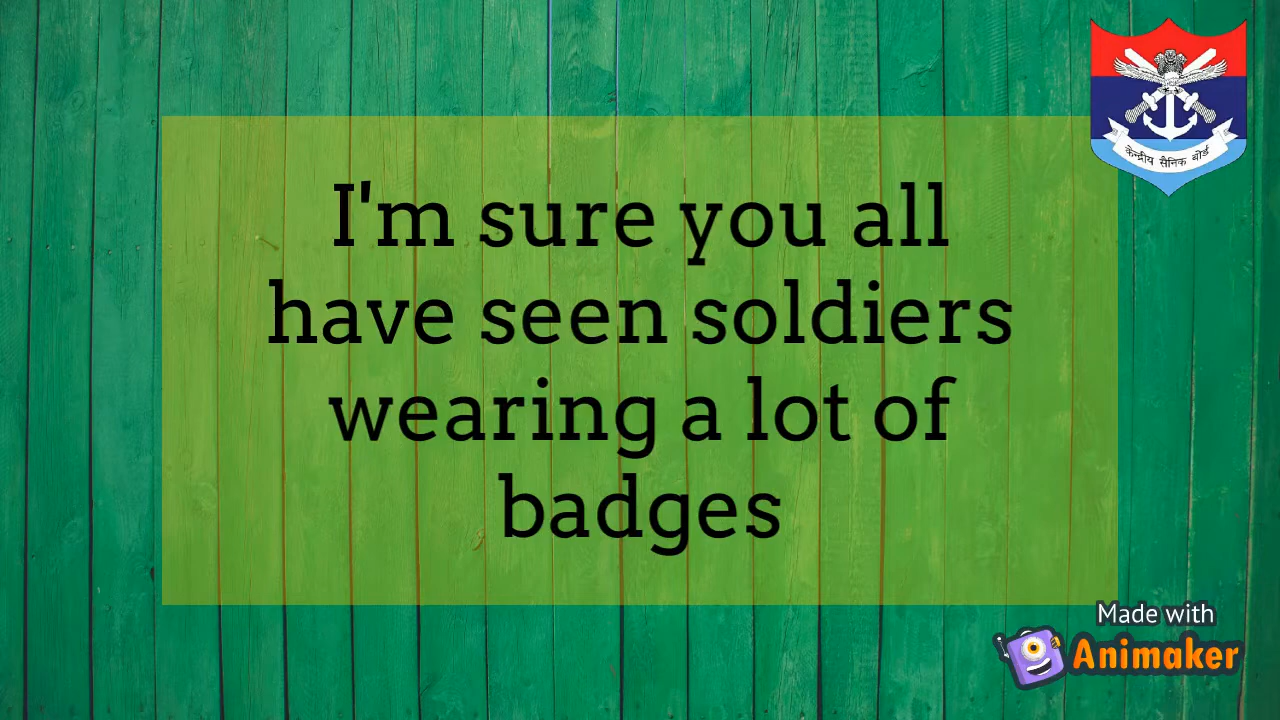 केन्द्रीय सैनिक बोर्ड
I'm sure you all
have seen soldiers
wearing a lot of
badges
Made with
Animaker